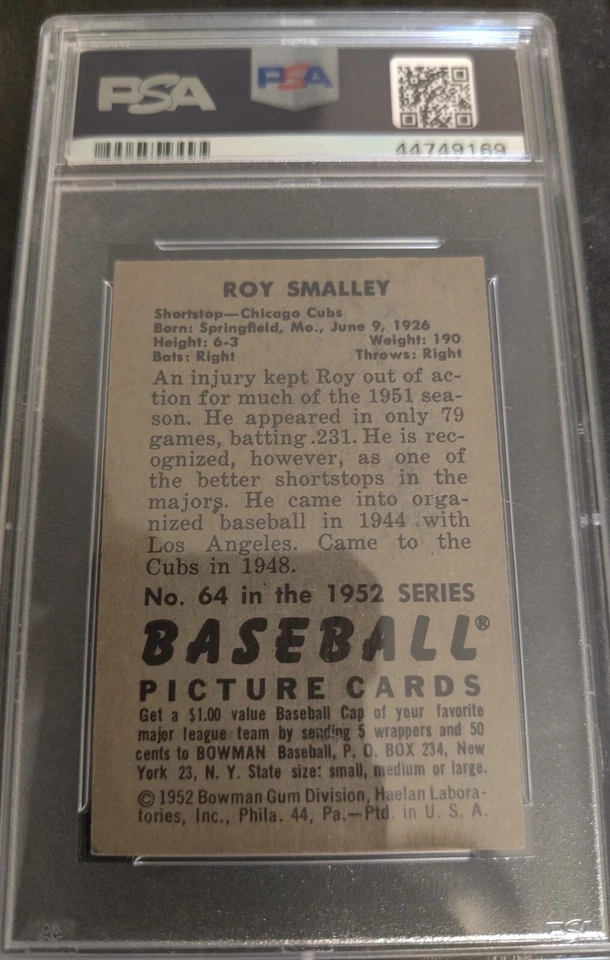 PSA
PSA
44749169
ROY SMALLEY
Shortstop—Chicago Cubs
Born: Springfield, Mo., June 9, 1926
Height: 6-3 Weight: 190
Bats: Right Throws: Right
An injury kept Roy out of ac-
tion for much of the 1951 sea-
son. He appeared in only 79
games, batting .231. He is rec-
ognized, however, as one of
the better shortstops in the
majors. He came into orga-
nized baseball in 1944 with
Los Angeles. Came to the
Cubs in 1948.
No. 64 in the 1952 SERIES
BASEBALL®
PICTURE CARDS
Get a $1.00 value Baseball Cap of your favorite
major league team by sending 5 wrappers and 50
cents to BOWMAN Baseball, P. O. BOX 234, New
York 23, N. Y. State size: small, medium or large.
© 1952 Bowman Gum Division, Haelan Labora-
tories, Inc., Phila. 44, Pa.—Ptd. in U. S. A.